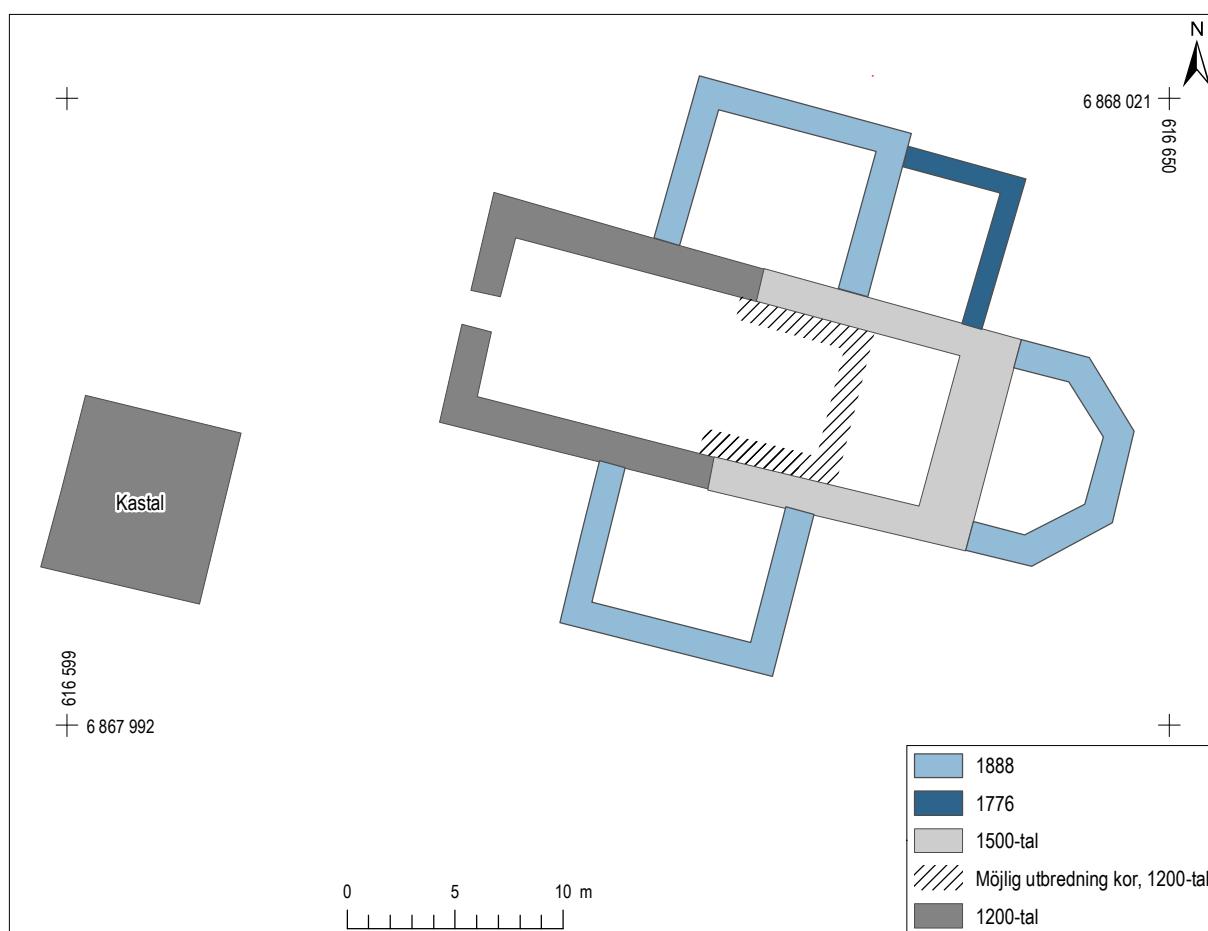 N
6 868 021
616 650
Kastal
616 599
6 867 992
1888
1776
1500-tal
Möjlig utbredning kor, 1200-tal
1200-tal
0 5 10 m